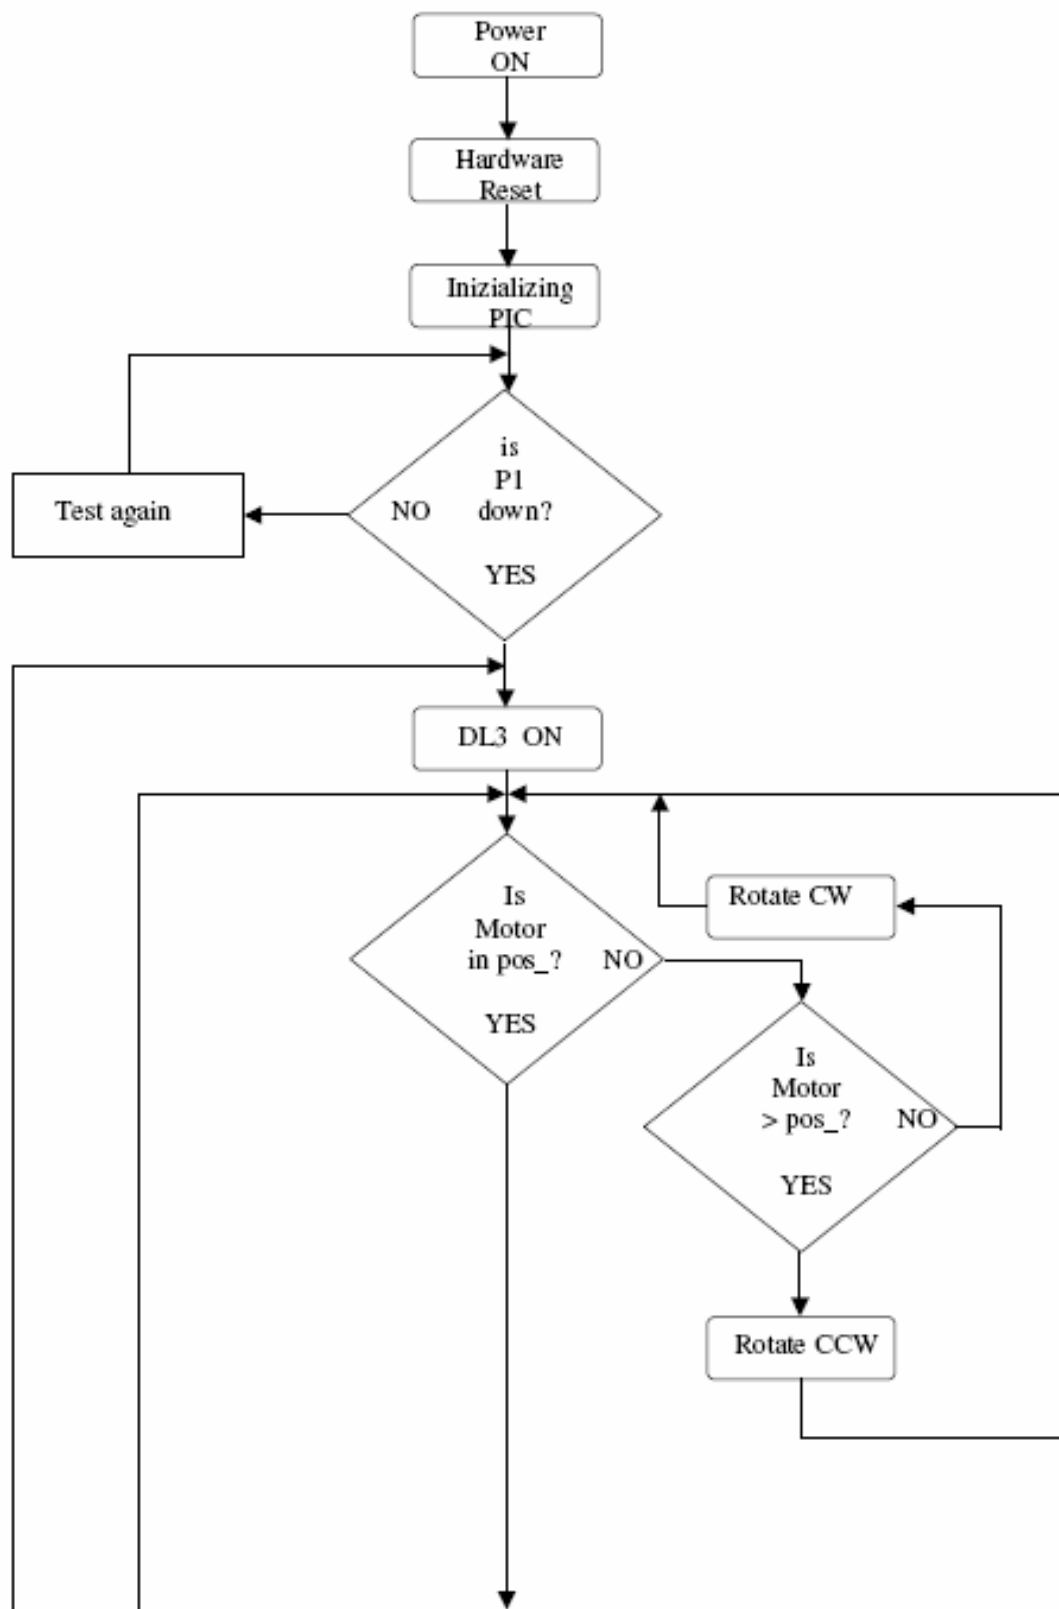 Power
ON
Hardware
Reset
Inizializing
PIC
is
P1
NO down?
YES
Test again
DL3 ON
Is
Motor
in pos_? NO
YES
Rotate CW
Is
Motor
> pos_? NO
YES
Rotate CCW